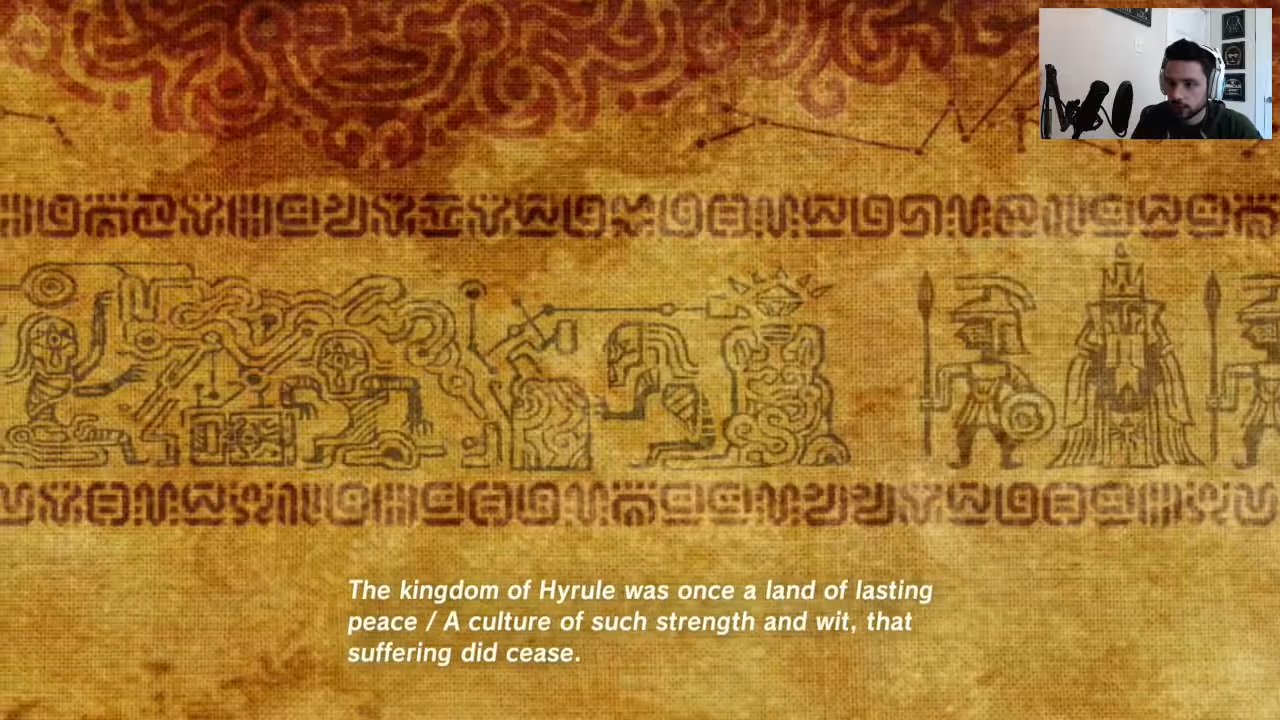 The kingdom of Hyrule was once a land of lasting
peace / A culture of such strength and wit, that
suffering did cease.